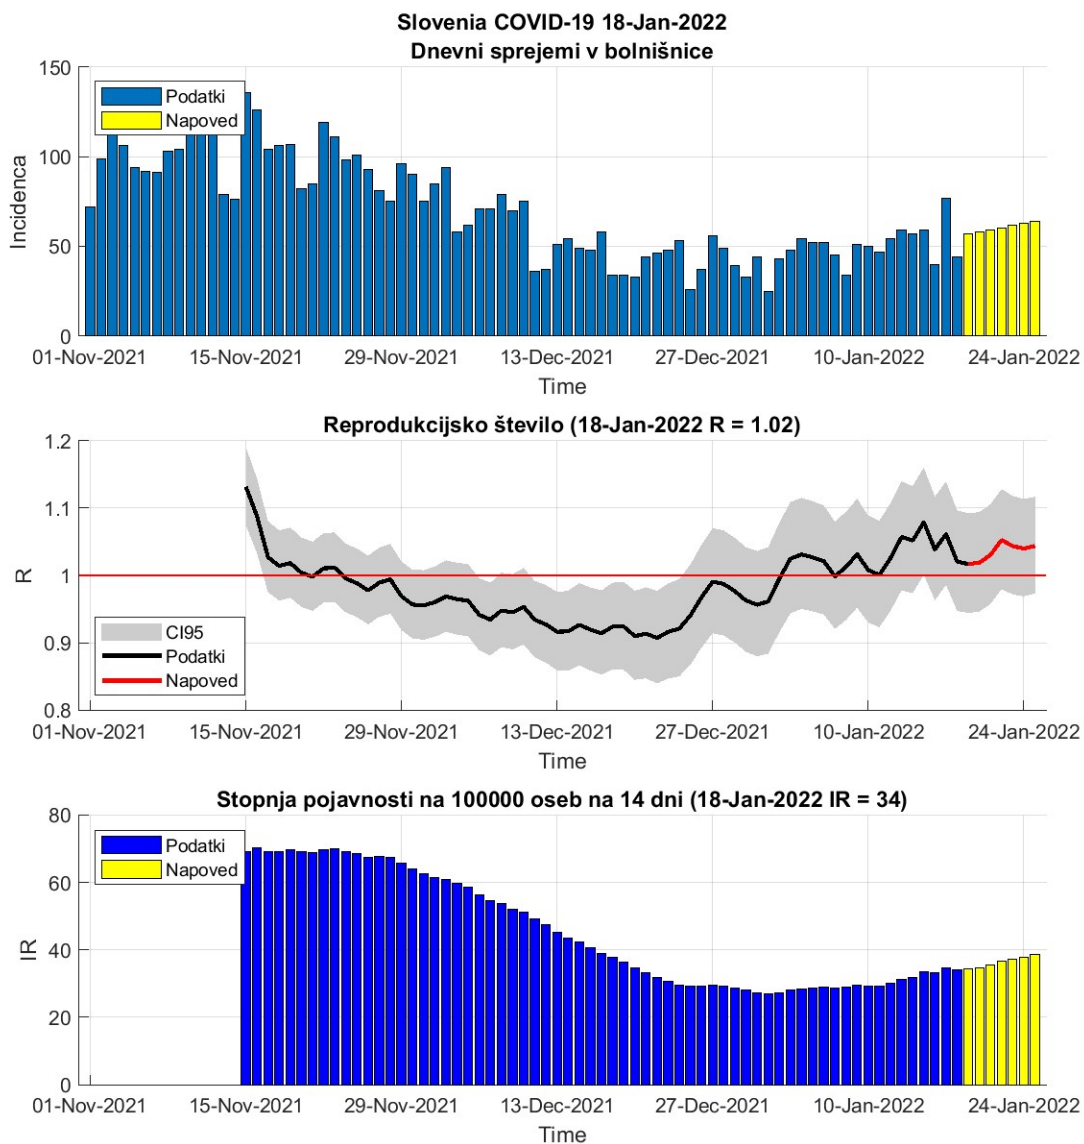 Slovenia COVID-19 18-Jan-2022
Dnevni sprejemi v bolnišnice
150
100
50
0
Incidenca
Podatki
Napoved
01-Nov-2021 15-Nov-2021 29-Nov-2021 13-Dec-2021 27-Dec-2021 10-Jan-2022 24-Jan-2022
Time
Reprodukcijsko število (18-Jan-2022 R = 1.02)
1.2
1.1
1
0.9
0.8
R
CI95
Podatki
Napoved
01-Nov-2021 15-Nov-2021 29-Nov-2021 13-Dec-2021 27-Dec-2021 10-Jan-2022 24-Jan-2022
Time
Stopnja pojavnosti na 100000 oseb na 14 dni (18-Jan-2022 IR = 34)
80
60
40
20
0
IR
Podatki
Napoved
01-Nov-2021 15-Nov-2021 29-Nov-2021 13-Dec-2021 27-Dec-2021 10-Jan-2022 24-Jan-2022
Time